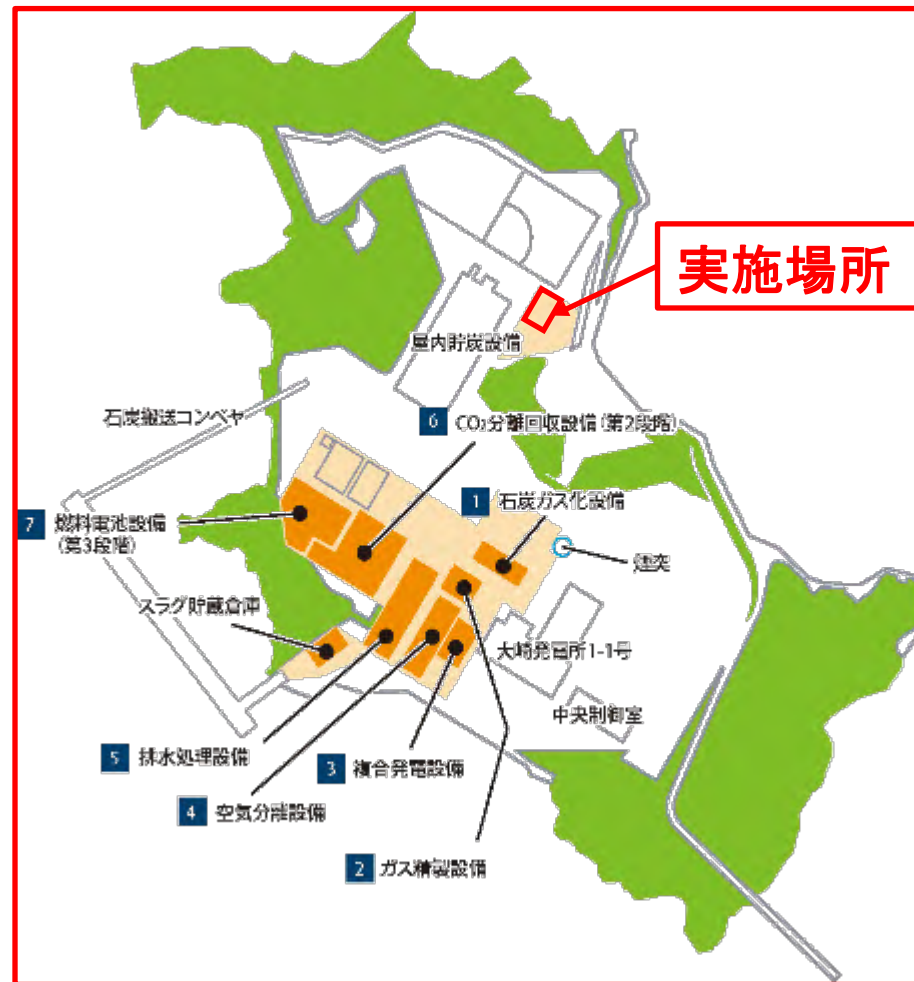 実施場所
屋内貯炭設備
石炭搬送コンベヤ
6 CO₂分離回収設備(第2段階)
1 石炭ガス化設備
7 燃料電池設備
(第3段階)
煙突
スラグ貯蔵倉庫
大崎発電所1-1号
中央制御室
5 排水処理設備
3 複合発電設備
4 空気分離設備
2 ガス精製設備